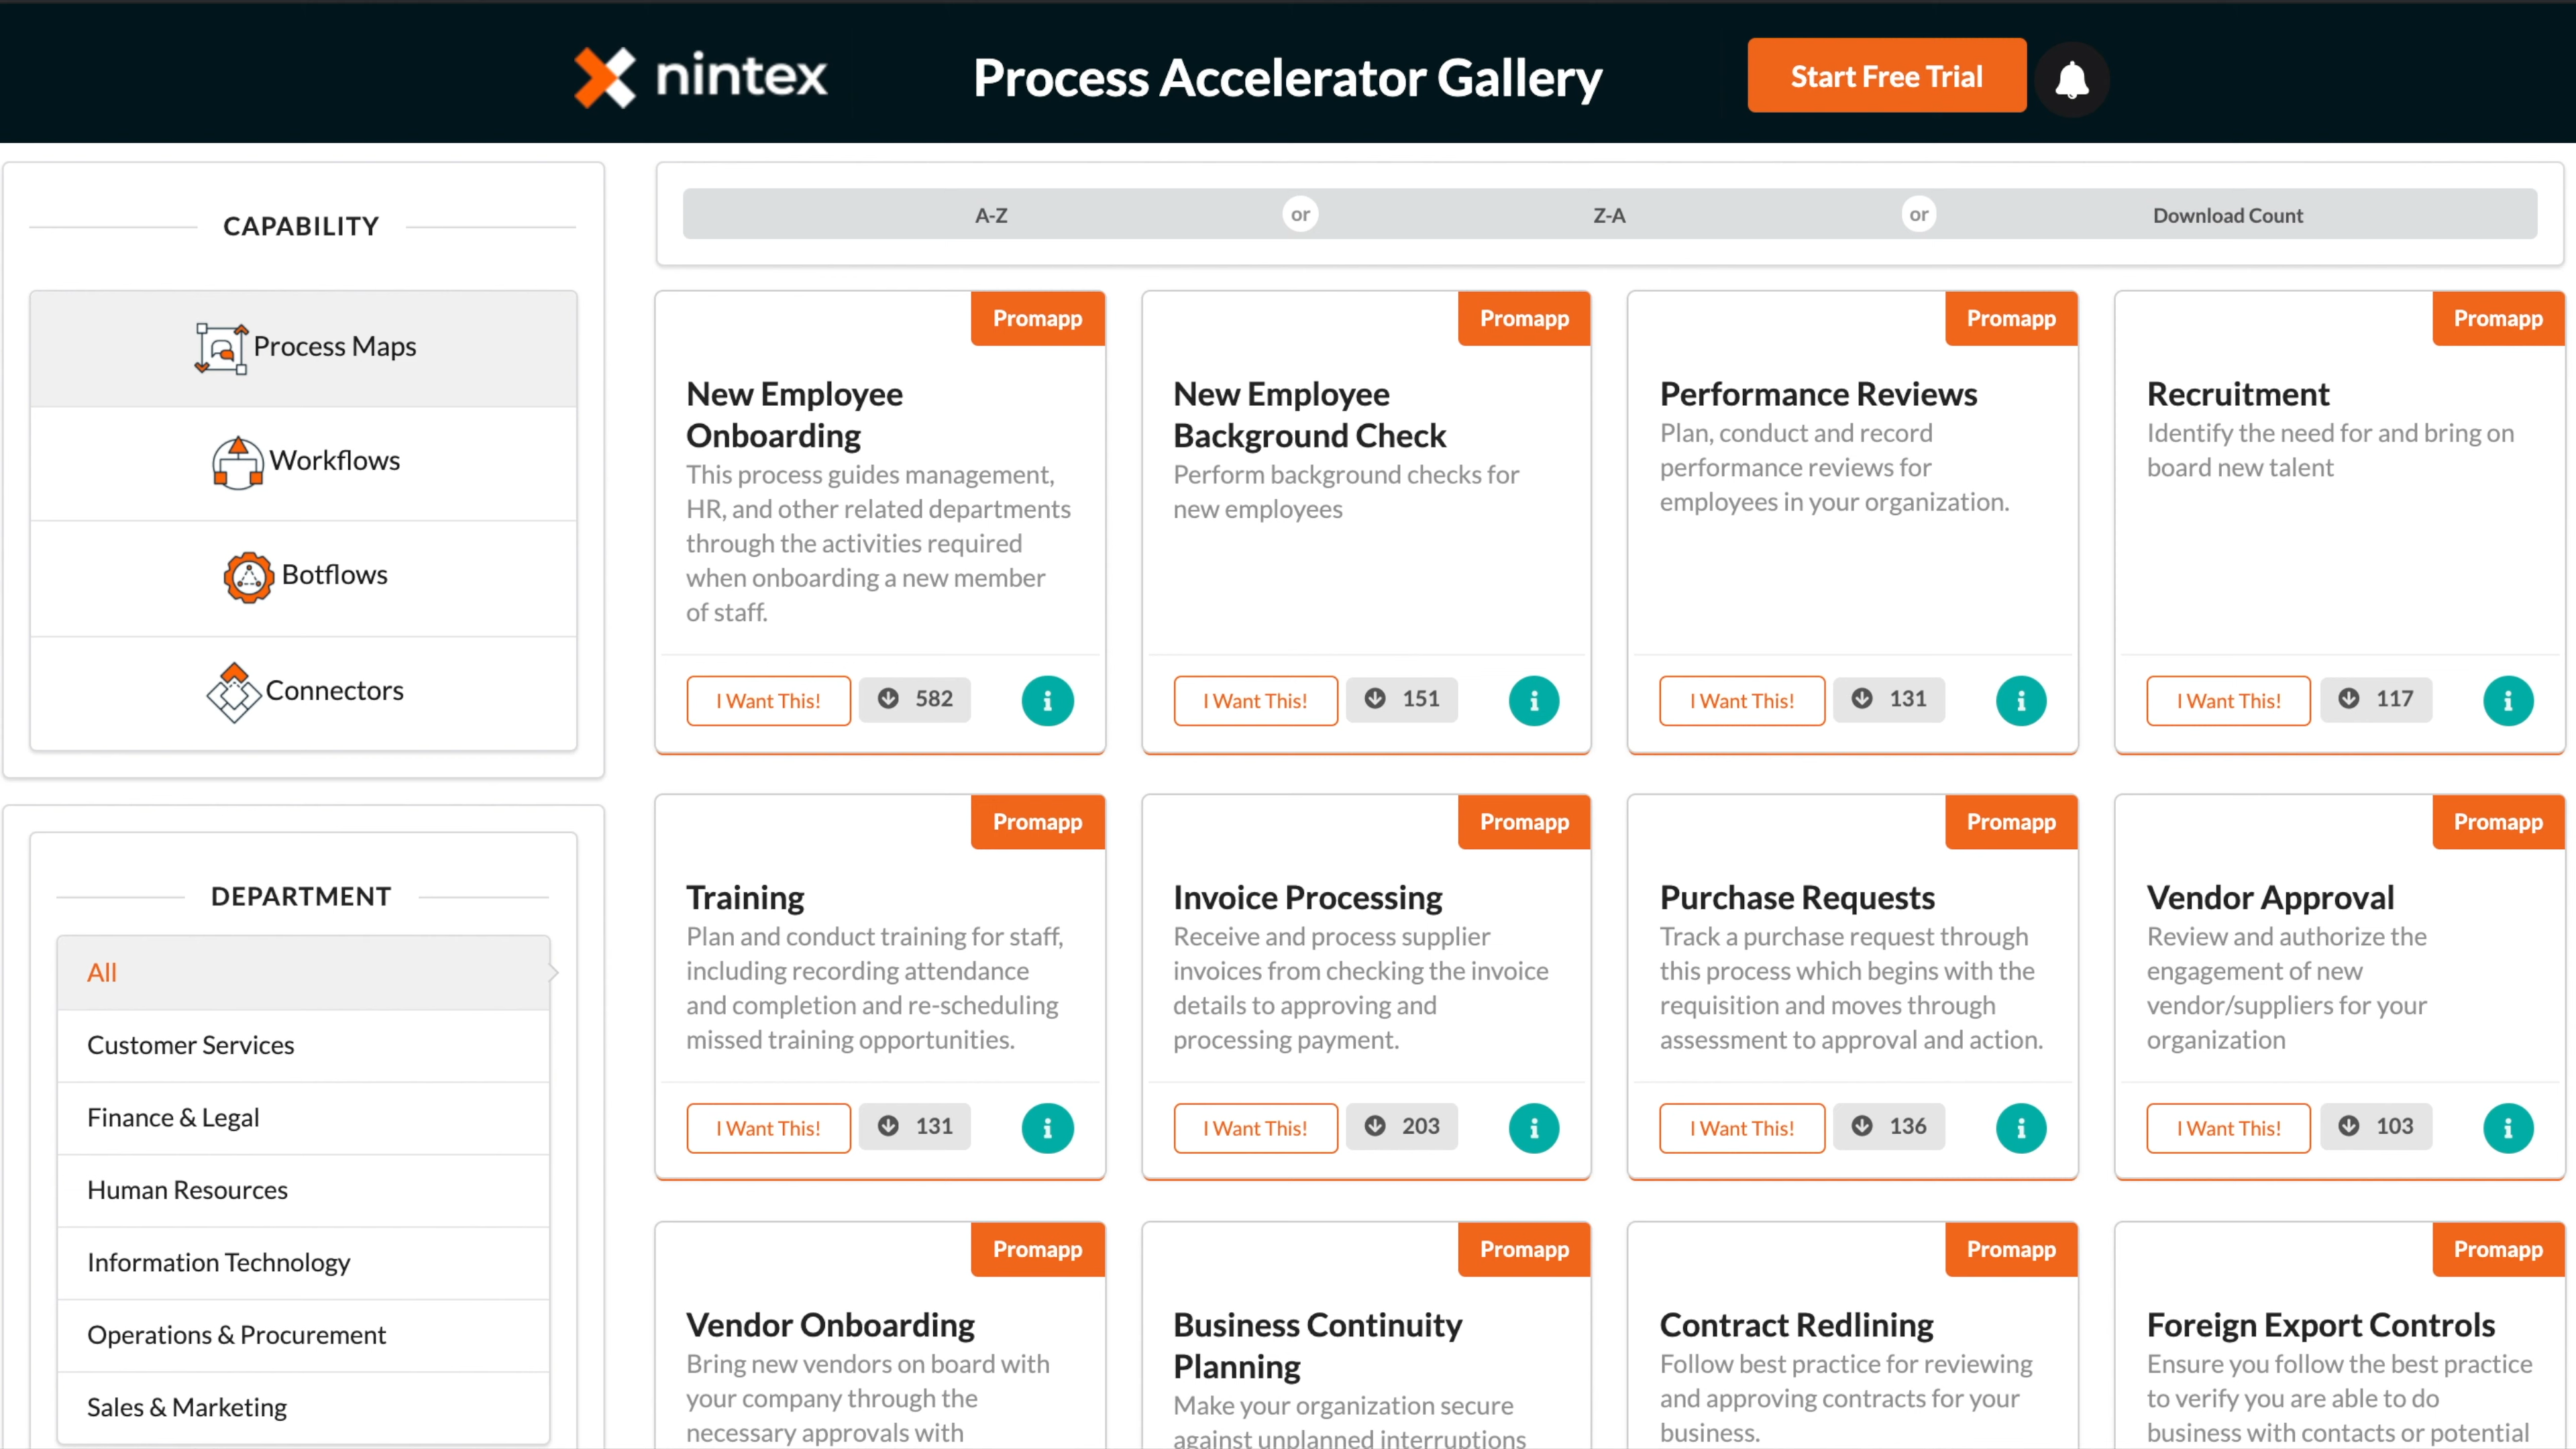 nintex
Process Accelerator Gallery
Start Free Trial
CAPABILITY
Process Maps
Workflows
Botflows
Connectors
DEPARTMENT
All
Customer Services
Finance & Legal
Human Resources
Information Technology
Operations & Procurement
Sales & Marketing
A-Z
or
Z-A
or
Download Count
Promapp
New Employee
Onboarding
This process guides management,
HR, and other related departments
through the activities required
when onboarding a new member
of staff.
I Want This!
582
Promapp
New Employee
Background Check
Perform background checks for
new employees
I Want This!
151
Promapp
Performance Reviews
Plan, conduct and record
performance reviews for
employees in your organization.
I Want This!
131
Promapp
Recruitment
Identify the need for and bring on
board new talent
I Want This!
117
Promapp
Training
Plan and conduct training for staff,
including recording attendance
and completion and re-scheduling
missed training opportunities.
I Want This!
131
Promapp
Invoice Processing
Receive and process supplier
invoices from checking the invoice
details to approving and
processing payment.
I Want This!
203
Promapp
Purchase Requests
Track a purchase request through
this process which begins with the
requisition and moves through
assessment to approval and action.
I Want This!
136
Promapp
Vendor Approval
Review and authorize the
engagement of new
vendor/suppliers for your
organization
I Want This!
103
Promapp
Vendor Onboarding
Bring new vendors on board with
your company through the
necessary approvals with
Promapp
Business Continuity
Planning
Make your organization secure
against unplanned interruptions
Promapp
Contract Redlining
Follow best practice for reviewing
and approving contracts for your
business.
Promapp
Foreign Export Controls
Ensure you follow the best practice
to verify you are able to do
business with contacts or potential